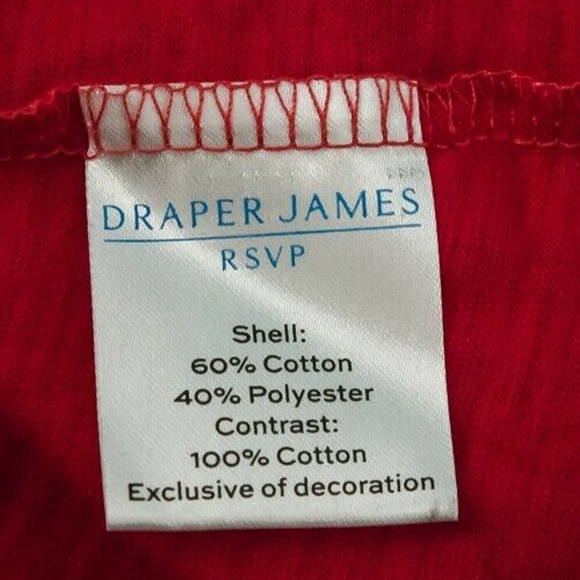 DRAPER JAMES
RSVP
Shell:
60% Cotton
40% Polyester
Contrast:
100% Cotton
Exclusive of decoration